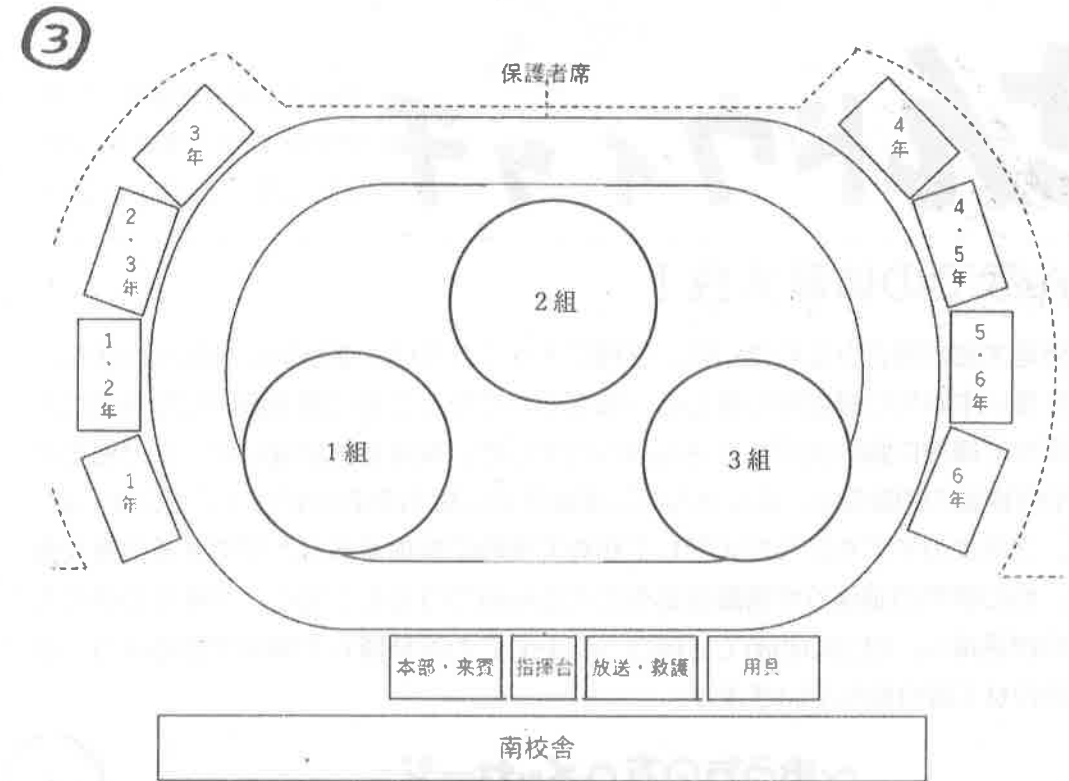 ③
保護者席
3年
4年
2・3年
4・5年
2組
1・2年
5・6年
1組
3組
1年
6年
本部・来賓
指揮台
放送・救護
用具
南校舎